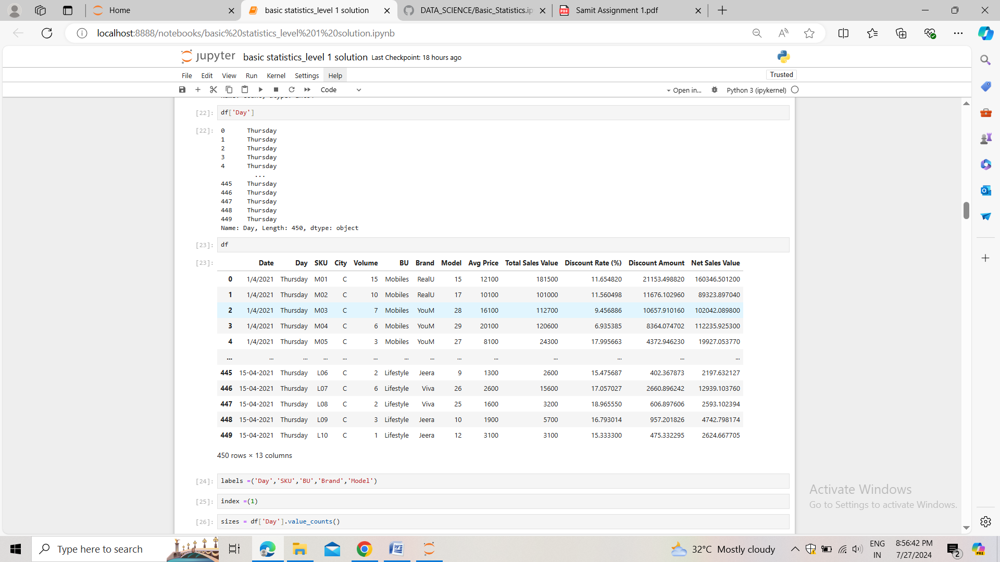 Home
basic statistics_level 1 solution
DATA_SCIENCE/Basic_Statistics.ip
Samit Assignment 1.pdf
localhost:8888/notebooks/basic%20statistics_level%201%20solution.ipynb
jupyter basic statistics_level 1 solution Last Checkpoint: 18 hours ago
File Edit View Run Kernel Settings Help Trusted
Code Open in... Python 3 (ipykernel)
[22]: df['Day']
[22]: 0 Thursday
1 Thursday
2 Thursday
3 Thursday
4 Thursday
...
445 Thursday
446 Thursday
447 Thursday
448 Thursday
449 Thursday
Name: Day, Length: 450, dtype: object
[23]: df
[23]: Date Day SKU City Volume BU Brand Model Avg Price Total Sales Value Discount Rate (%) Discount Amount Net Sales Value
0 1/4/2021 Thursday M01 C 15 Mobiles RealU 15 12100 181500 11.654820 21153.498820 160346.501200
1 1/4/2021 Thursday M02 C 10 Mobiles RealU 17 10100 101000 11.560498 11676.102960 89323.897040
2 1/4/2021 Thursday M03 C 7 Mobiles YouM 28 16100 112700 9.456886 10657.910160 102042.089800
3 1/4/2021 Thursday M04 C 6 Mobiles YouM 29 20100 120600 6.935385 8364.074702 112235.925300
4 1/4/2021 Thursday M05 C 3 Mobiles YouM 27 8100 24300 17.995663 4372.946230 19927.053770
... ... ... ... ... ... ... ... ... ... ... ... ... ...
445 15-04-2021 Thursday L06 C 2 Lifestyle Jeera 9 1300 2600 15.475687 402.367873 2197.632127
446 15-04-2021 Thursday L07 C 6 Lifestyle Viva 26 2600 15600 17.057027 2660.896242 12939.103760
447 15-04-2021 Thursday L08 C 2 Lifestyle Viva 25 1600 3200 18.965550 606.897606 2593.102394
448 15-04-2021 Thursday L09 C 3 Lifestyle Jeera 10 1900 5700 16.793014 957.201826 4742.798174
449 15-04-2021 Thursday L10 C 1 Lifestyle Jeera 12 3100 3100 15.333300 475.332295 2624.667705
450 rows × 13 columns
[24]: labels =('Day','SKU','BU','Brand','Model')
[25]: index =(1)
[26]: sizes = df['Day'].value_counts()
Activate Windows
Go to Settings to activate Windows.
Type here to search
32°C Mostly cloudy
ENG
IN
8:56:42 PM
7/27/2024
2